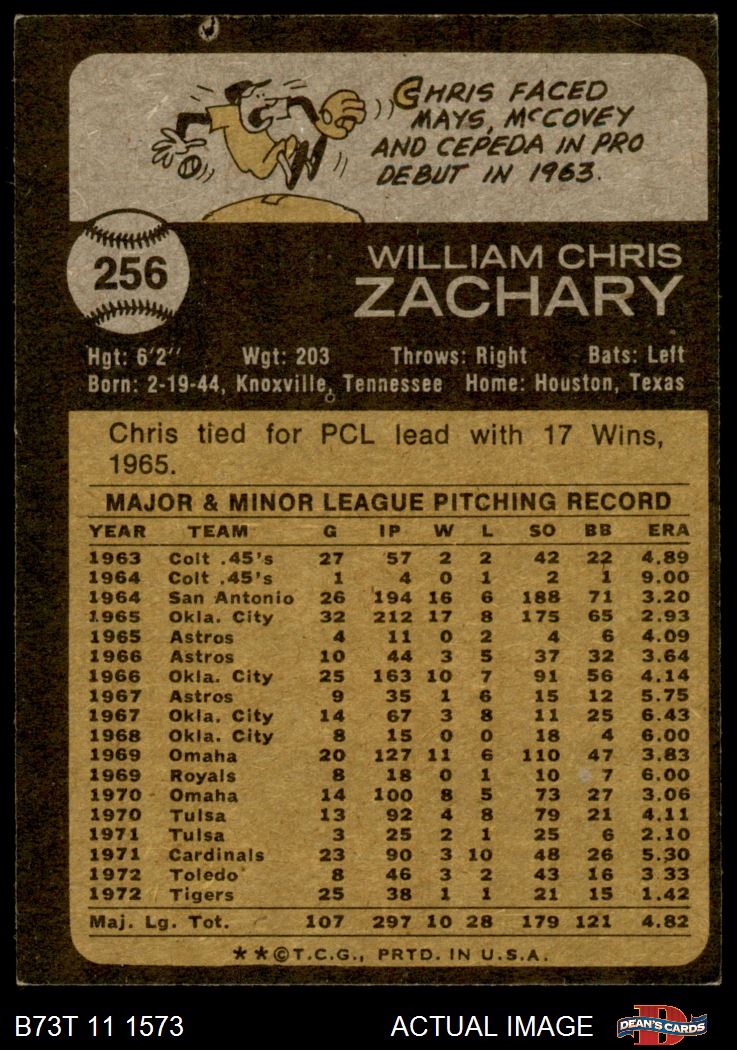 CHRIS FACED
MAYS, McCOVEY
AND CEPEDA IN PRO
DEBUT IN 1963.
256
WILLIAM CHRIS
ZACHARY
Hgt: 6'2" Wgt: 203 Throws: Right Bats: Left
Born: 2-19-44, Knoxville, Tennessee Home: Houston, Texas
Chris tied for PCL lead with 17 Wins,
1965.
MAJOR & MINOR LEAGUE PITCHING RECORD
YEAR TEAM G IP W L SO BB ERA
1963 Colt .45's 27 57 2 2 42 22 4.89
1964 Colt .45's 1 4 0 1 2 1 9.00
1964 San Antonio 26 194 16 6 188 71 3.20
1965 Okla. City 32 212 17 8 175 65 2.93
1965 Astros 4 11 0 2 4 6 4.09
1966 Astros 10 44 3 5 37 32 3.64
1966 Okla. City 25 163 10 7 91 56 4.14
1967 Astros 9 35 1 6 15 12 5.75
1967 Okla. City 14 67 3 8 11 25 6.43
1968 Okla. City 8 15 0 0 18 4 6.00
1969 Omaha 20 127 11 6 110 47 3.83
1969 Royals 8 18 0 1 10 7 6.00
1970 Omaha 14 100 8 5 73 27 3.06
1970 Tulsa 13 92 4 8 79 21 4.11
1971 Tulsa 3 25 2 1 25 6 2.10
1971 Cardinals 23 90 3 10 48 26 5.30
1972 Toledo 8 46 3 2 43 16 3.33
1972 Tigers 25 38 1 1 21 15 1.42
Maj. Lg. Tot. 107 297 10 28 179 121 4.82
**©T.C.G., PRTD. IN U.S.A.
B73T 11 1573 ACTUAL IMAGE D DEAN'S CARDS